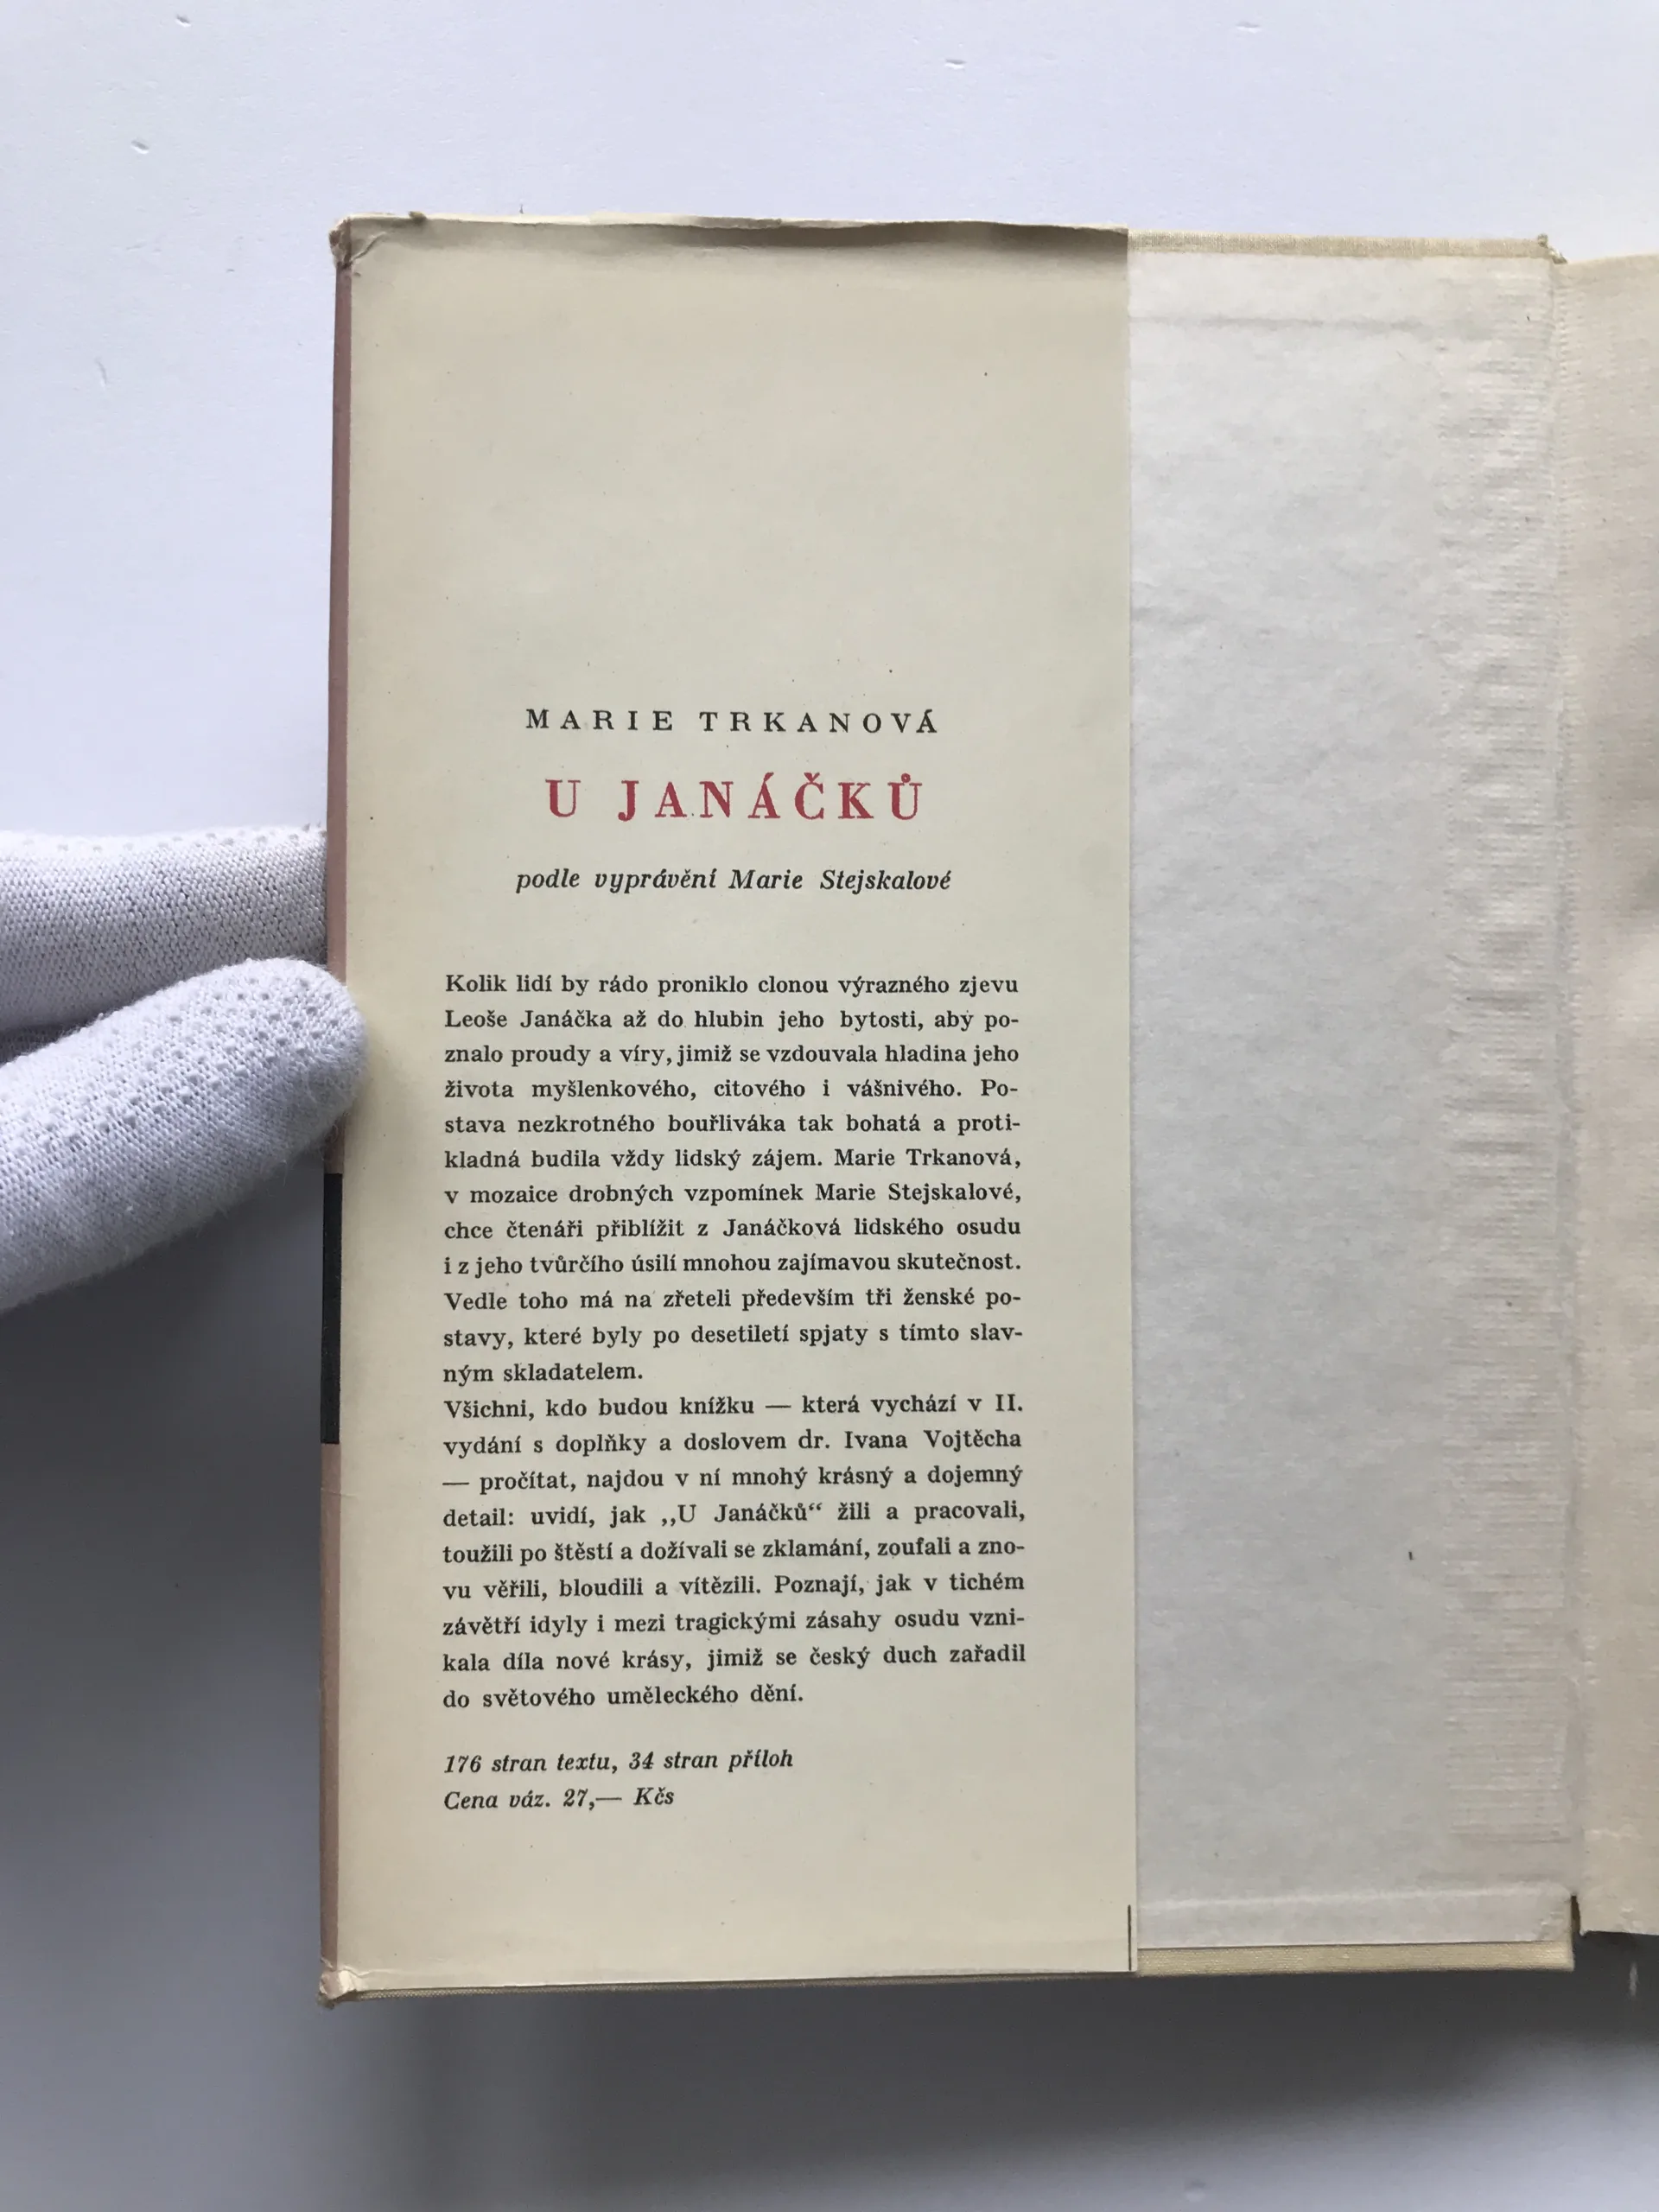 MARIE TRKANOVÁ
U JANÁČKŮ
podle vyprávění Marie Stejskalové
Kolik lidí by rádo proniklo clonou výrazného zjevu
Leoše Janáčka až do hlubin jeho bytosti, aby po-
znalo proudy a víry, jimiž se vzdouvala hladina jeho
života myšlenkového, citového i vášnivého. Po-
stava nezkrotného bouřliváka tak bohatá a proti-
kladná budila vždy lidský zájem. Marie Trkanová,
v mozaice drobných vzpomínek Marie Stejskalové,
chce čtenáři přiblížit z Janáčková lidského osudu
i z jeho tvůrčího úsilí mnohou zajímavou skutečnost.
Vedle toho má na zřeteli především tři ženské po-
stavy, které byly po desetiletí spjaty s tímto slav-
ným skladatelem.
Všichni, kdo budou knížku — která vychází v II.
vydání s doplňky a doslovem dr. Ivana Vojtěcha
— pročítat, najdou v ní mnohý krásný a dojemný
detail: uvidí, jak ,,U Janáčků“ žili a pracovali,
toužili po štěstí a dožívali se zklamání, zoufali a zno-
vu věřili, bloudili a vítězili. Poznají, jak v tichém
závětří idyly i mezi tragickými zásahy osudu vzni-
kala díla nové krásy, jimiž se český duch zařadil
do světového uměleckého dění.
176 stran textu, 34 stran příloh
Cena váz. 27,— Kčs